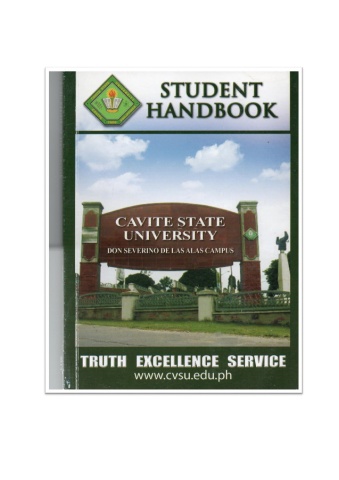 STUDENT
HANDBOOK
CAVITE STATE
UNIVERSITY
DON SEVERINO DE LAS ALAS CAMPUS
TRUTH EXCELLENCE SERVICE
www.cvsu.edu.ph